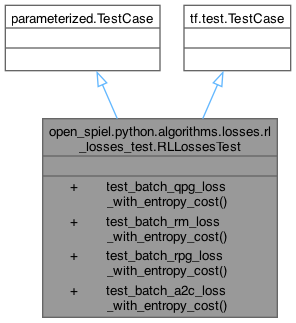 parameterized.TestCase
tf.test.TestCase
open_spiel.python.algorithms.losses.rl
_losses_test.RLLossesTest
+ test_batch_qpg_loss
_with_entropy_cost()
+ test_batch_rm_loss
_with_entropy_cost()
+ test_batch_rpg_loss
_with_entropy_cost()
+ test_batch_a2c_loss
_with_entropy_cost()